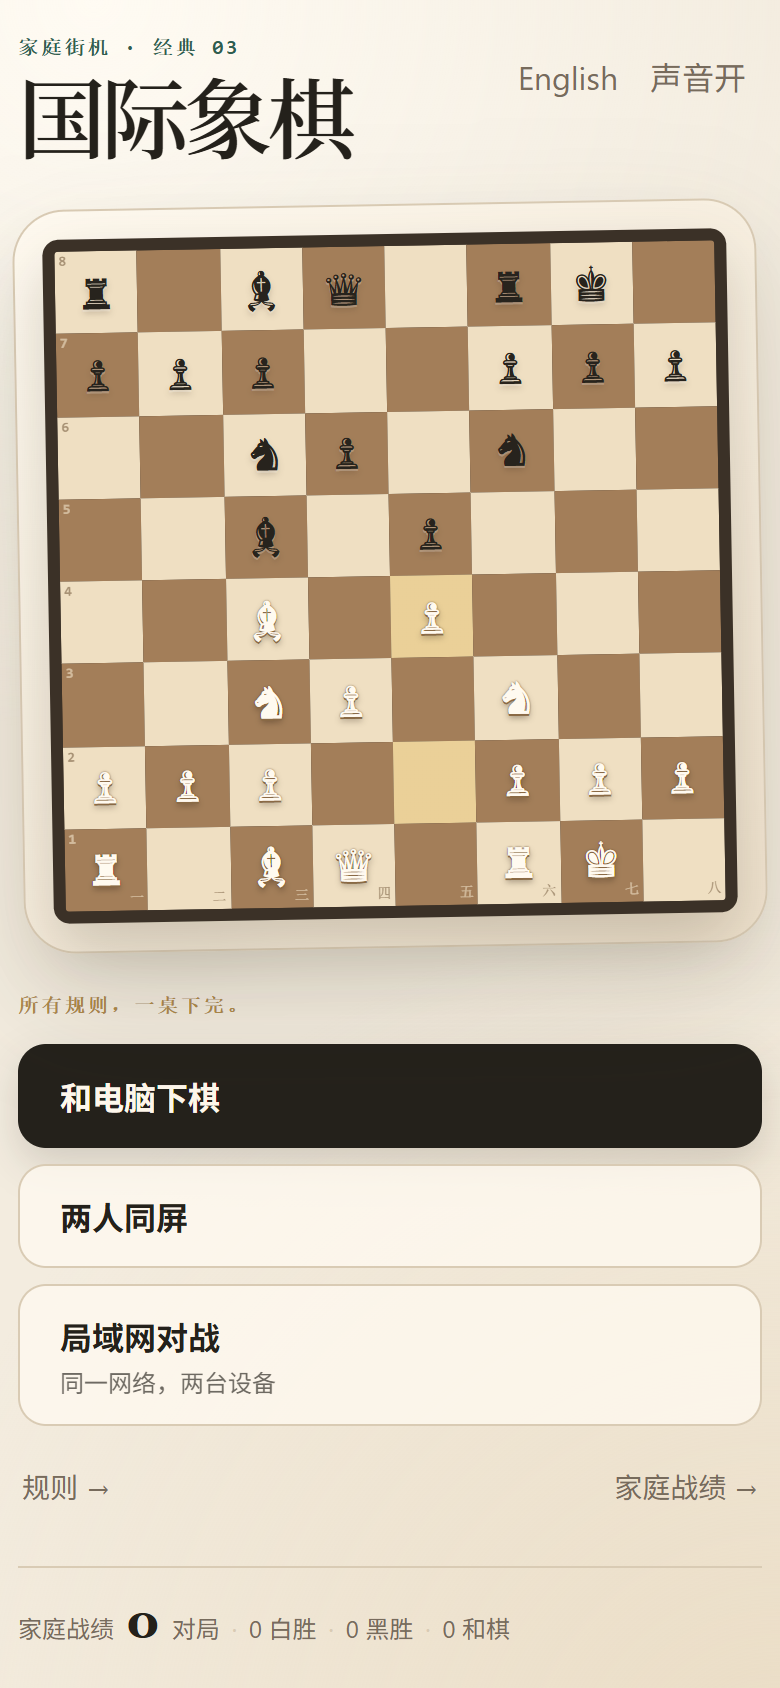 家庭街机 · 经典 03
国际象棋
English 声音开
8
7
6
5
4
3
2
1
一 二 三 四 五 六 七 八
所有规则，一桌下完。
和电脑下棋
两人同屏
局域网对战
同一网络，两台设备
规则 →
家庭战绩 →
家庭战绩 0 对局 · 0 白胜 · 0 黑胜 · 0 和棋